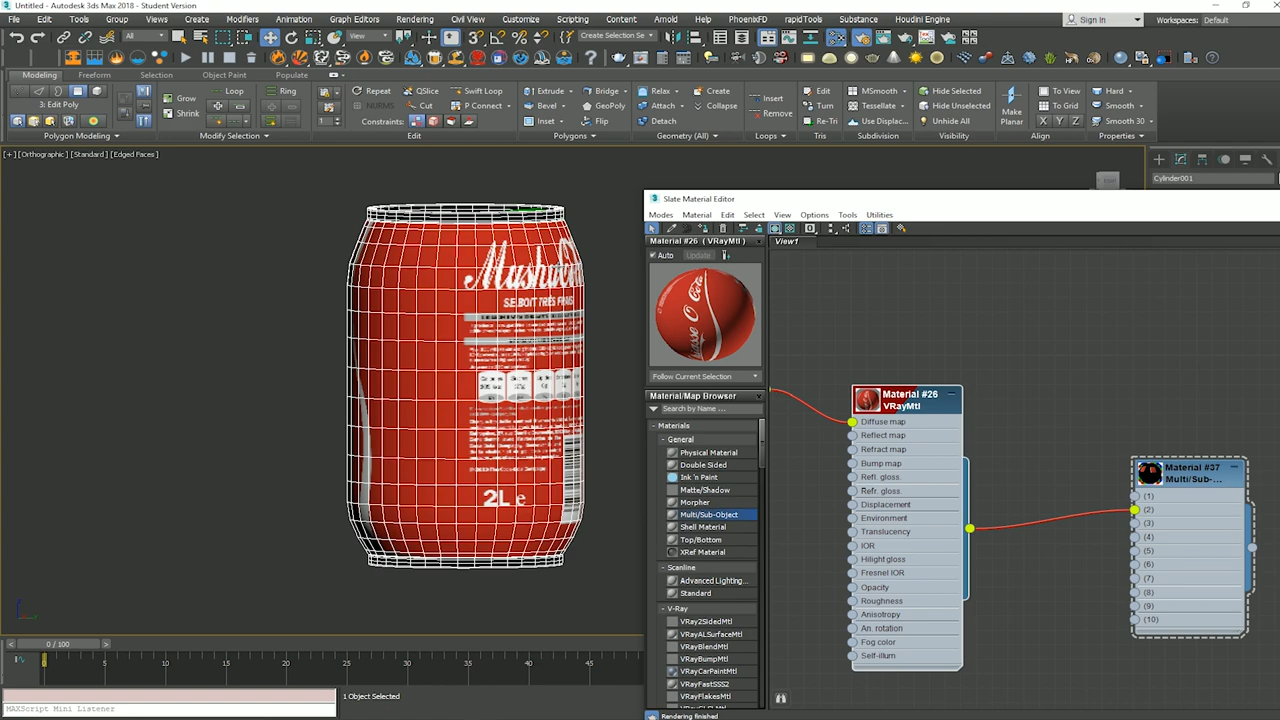 Untitled - Autodesk 3ds Max 2018 - Student Version
File Edit Tools Group Views Create Modifiers Animation Graph Editors Rendering Civil View Customize Scripting Content Arnold Help PhoenixFD rapidTools Substance Houdini Engine Sign In Workspaces: Default
All View Create Selection Se
Modeling Freeform Selection Object Paint Populate
Loop Ring Repeat QSlice Swift Loop Extrude Bridge Relax Create Edit MSmooth Hide Selected To View Hard
3: Edit Poly Grow NURMS Cut P Connect Bevel GeoPoly Attach Collapse Insert Turn Tessellate Hide Unselected Make Planar To Grid Smooth
Shrink 1 Constraints: Inset Flip Detach Remove Re-Tri Use Displac... Unhide All X Y Z Smooth 30
Polygon Modeling Modify Selection Edit Polygons Geometry (All) Loops Tris Subdivision Visibility Align Properties
[+] [Orthographic] [Standard] [Edged Faces]
Cylinder001
S.E BOIT TRÈS FRAIS
2L e
Slate Material Editor
Modes Material Edit Select View Options Tools Utilities
Material #26 ( VRayMtl )
View1
Auto Update
Follow Current Selection
Material/Map Browser
Search by Name ...
- Materials
- General
Physical Material
Double Sided
Ink 'n Paint
Matte/Shadow
Morpher
Multi/Sub-Object
Shell Material
Top/Bottom
XRef Material
- Scanline
Advanced Lighting...
Standard
- V-Ray
VRay2SidedMtl
VRayALSurfaceMtl
VRayBlendMtl
VRayBumpMtl
VRayCarPaintMtl
VRayFastSSS2
VRayFlakesMtl
Rendering finished
Material #26
VRayMtl
Diffuse map
Reflect map
Refract map
Bump map
Refl. gloss.
Refr. gloss.
Displacement
Environment
Translucency
IOR
Hilight gloss
Fresnel IOR
Opacity
Roughness
Anisotropy
An. rotation
Fog color
Self-illum
Material #37
Multi/Sub-...
(1)
(2)
(3)
(4)
(5)
(6)
(7)
(8)
(9)
(10)
0 / 100
0 5 10 15 20 25 30 35 40 45
1 Object Selected
MAXScript Mini Listener